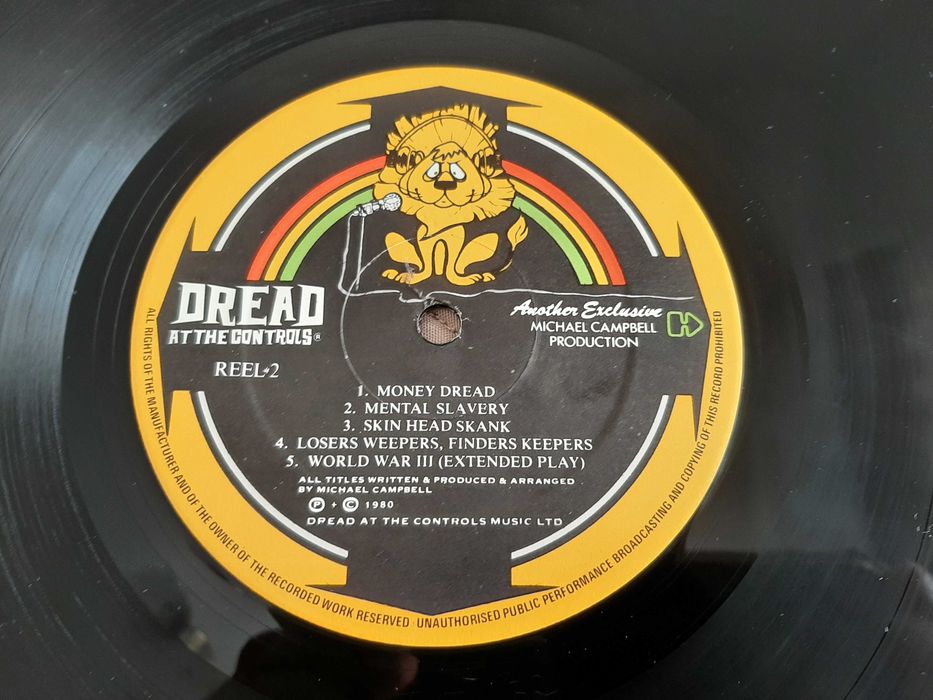 DREAD
AT THE CONTROLS®
Another Exclusive
MICHAEL CAMPBELL
PRODUCTION
REEL·2
1. MONEY DREAD
2. MENTAL SLAVERY
3. SKIN HEAD SKANK
4. LOSERS WEEPERS, FINDERS KEEPERS
5. WORLD WAR III (EXTENDED PLAY)
ALL TITLES WRITTEN & PRODUCED & ARRANGED
BY MICHAEL CAMPBELL
Ⓟ + © 1980
DREAD AT THE CONTROLS MUSIC LTD
ALL RIGHTS OF THE MANUFACTURER AND OF THE OWNER OF THE RECORDED WORK RESERVED · UNAUTHORISED PUBLIC PERFORMANCE BROADCASTING AND COPYING OF THIS RECORD PROHIBITED